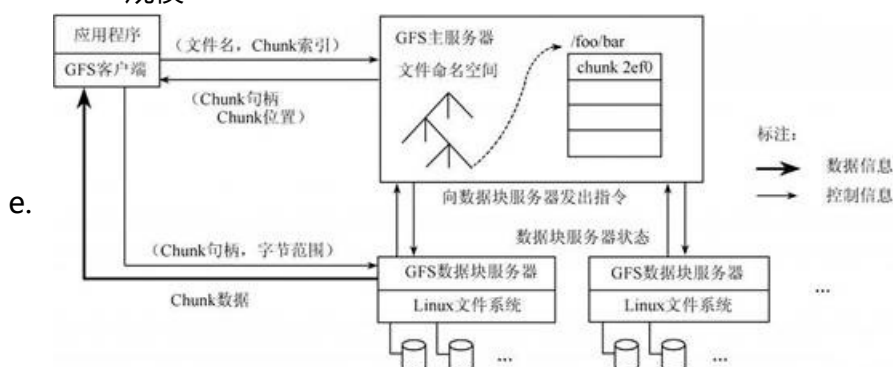 规模
应用程序
GFS客户端
（文件名，Chunk索引）
（Chunk句柄
Chunk位置）
GFS主服务器
文件命名空间
/foo/bar
chunk 2ef0
标注：
数据信息
控制信息
e.
向数据块服务器发出指令
数据块服务器状态
（Chunk句柄，字节范围）
Chunk数据
GFS数据块服务器
Linux文件系统
...
GFS数据块服务器
Linux文件系统
...
...